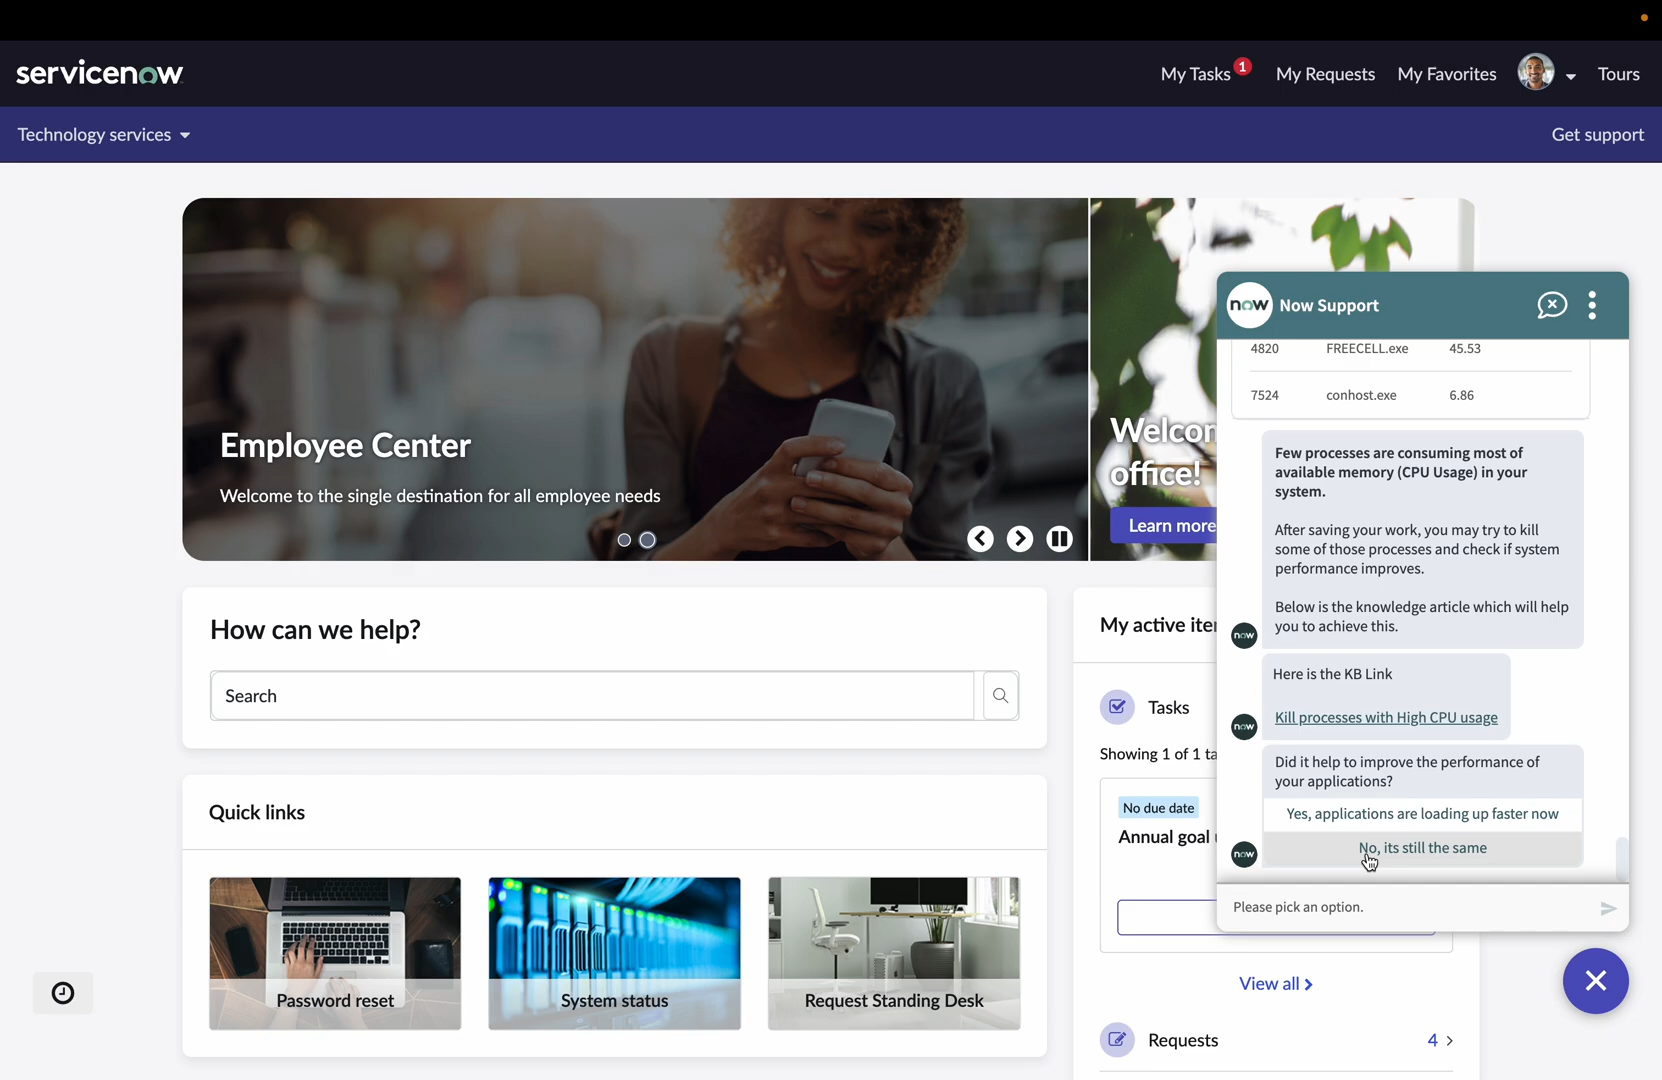 servicenow
My Tasks 1
My Requests
My Favorites
Tours
Technology services
Get support
Employee Center
Welcome to the single destination for all employee needs
office!
Learn more
How can we help?
Search
Quick links
Password reset
System status
Request Standing Desk
My active
Tasks
Showing 1 of 1
No due date
Annual goal
View all
Requests
4
now
Now Support
4820 FREECELL.exe 45.53
7524 conhost.exe 6.86
Few processes are consuming most of
available memory (CPU Usage) in your
system.
After saving your work, you may try to kill
some of those processes and check if system
performance improves.
Below is the knowledge article which will help
you to achieve this.
now
Here is the KB Link
Kill processes with High CPU usage
now
Did it help to improve the performance of
your applications?
Yes, applications are loading up faster now
No, its still the same
now
Please pick an option.